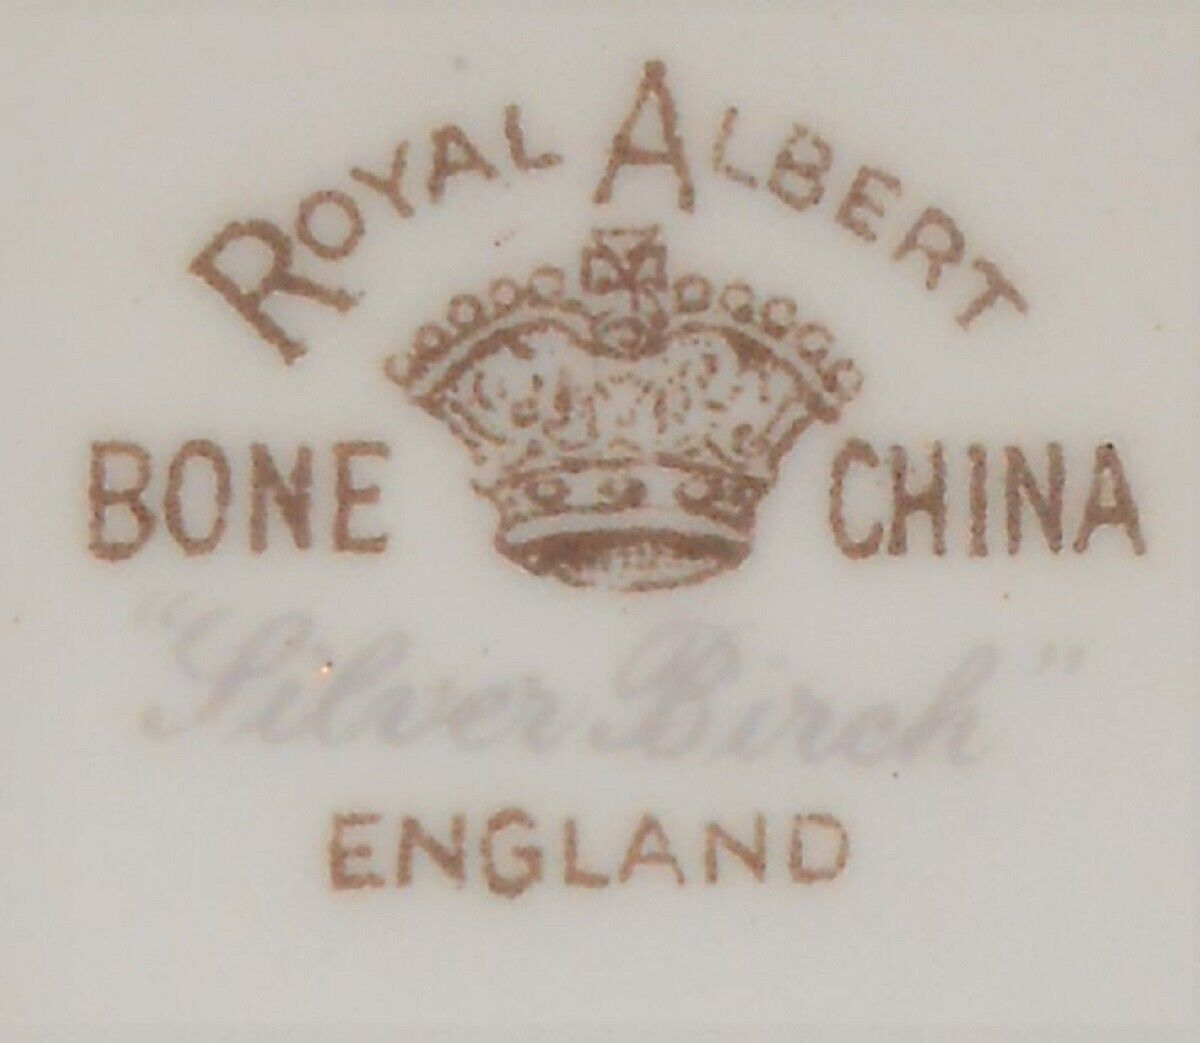 ROYAL ALBERT
BONE CHINA
"Silver Birch"
ENGLAND